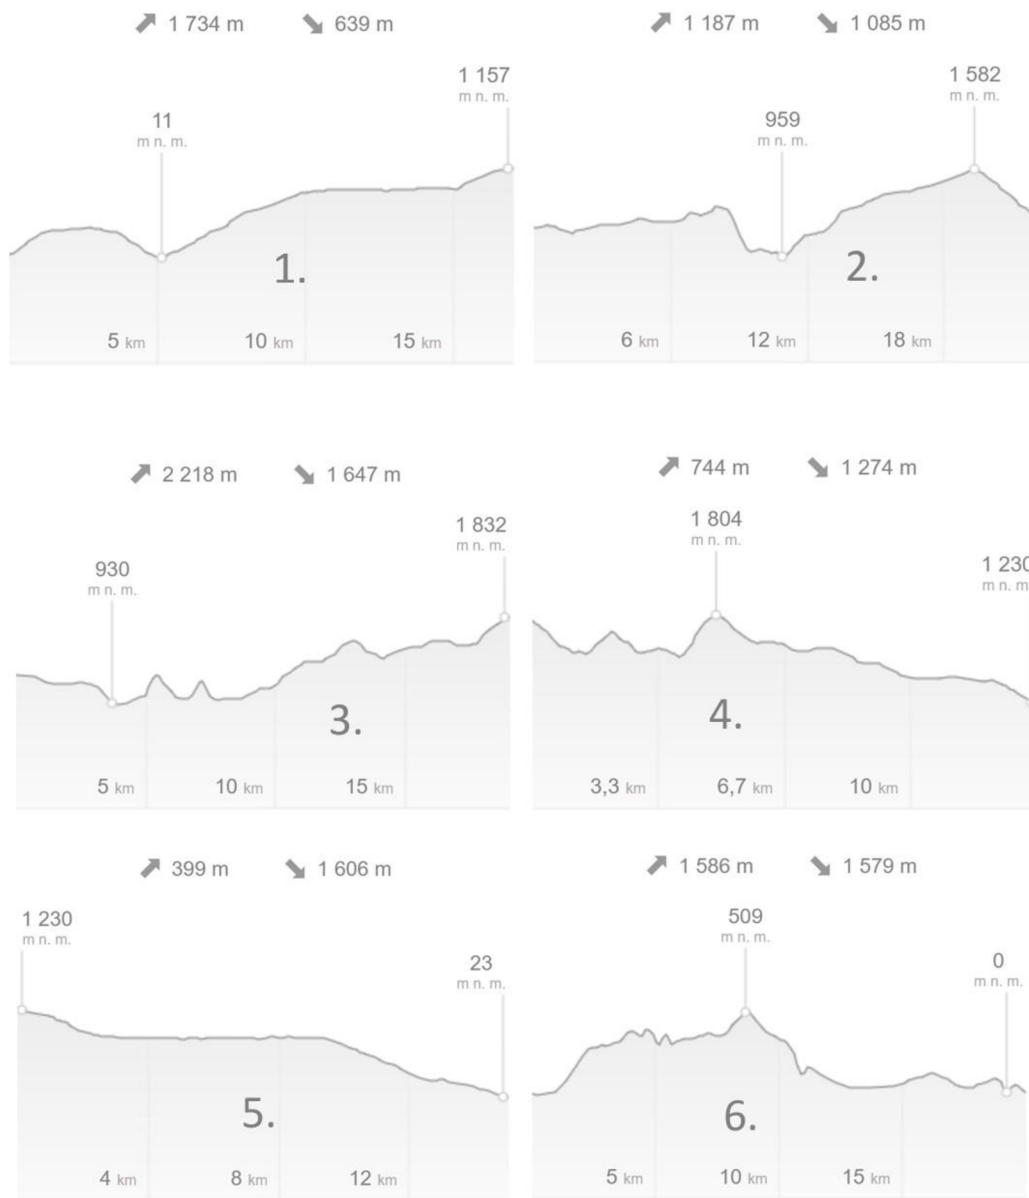 1 734 m 639 m
1 157
m n. m.
11
m n. m.
1.
5 km 10 km 15 km
1 187 m 1 085 m
1 582
m n. m.
959
m n. m.
2.
6 km 12 km 18 km
2 218 m 1 647 m
1 832
m n. m.
930
m n. m.
3.
5 km 10 km 15 km
744 m 1 274 m
1 804
m n. m.
1 230
m n. m.
4.
3,3 km 6,7 km 10 km
399 m 1 606 m
1 230
m n. m.
23
m n. m.
5.
4 km 8 km 12 km
1 586 m 1 579 m
509
m n. m.
0
m n. m.
6.
5 km 10 km 15 km